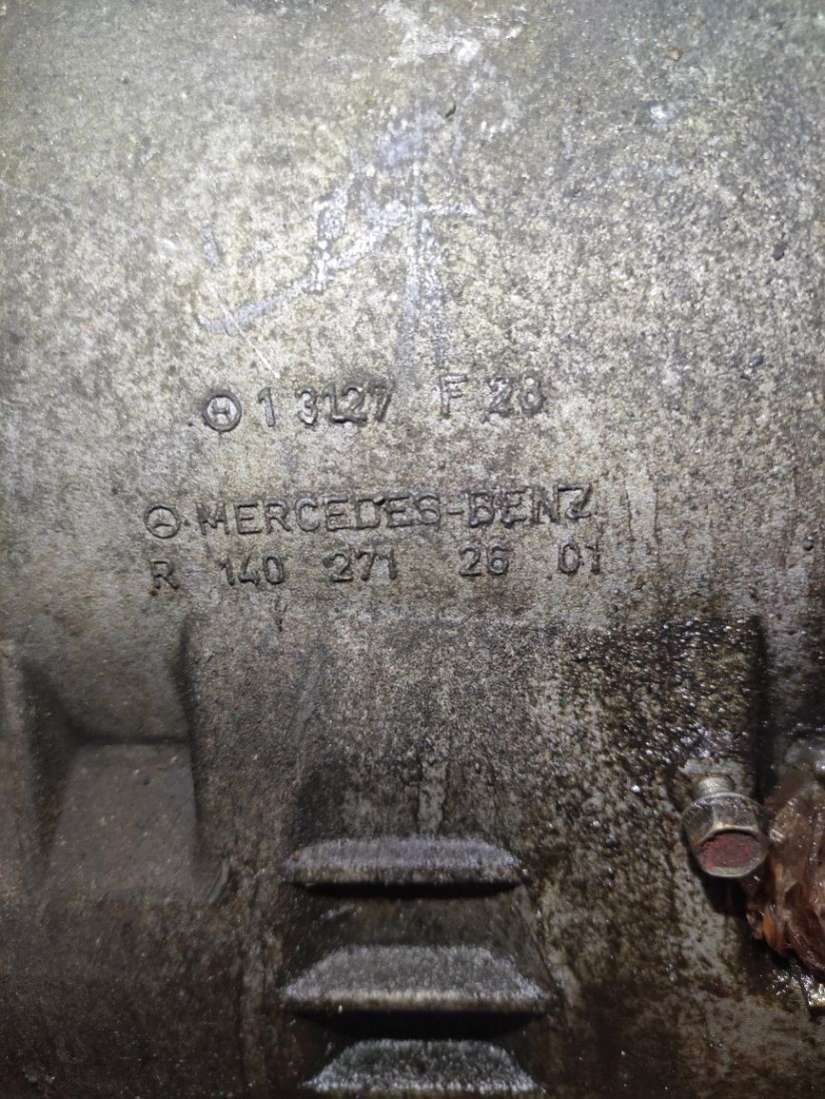 H 1 3127 F 28
MERCEDES-BENZ
R 140 271 26 01